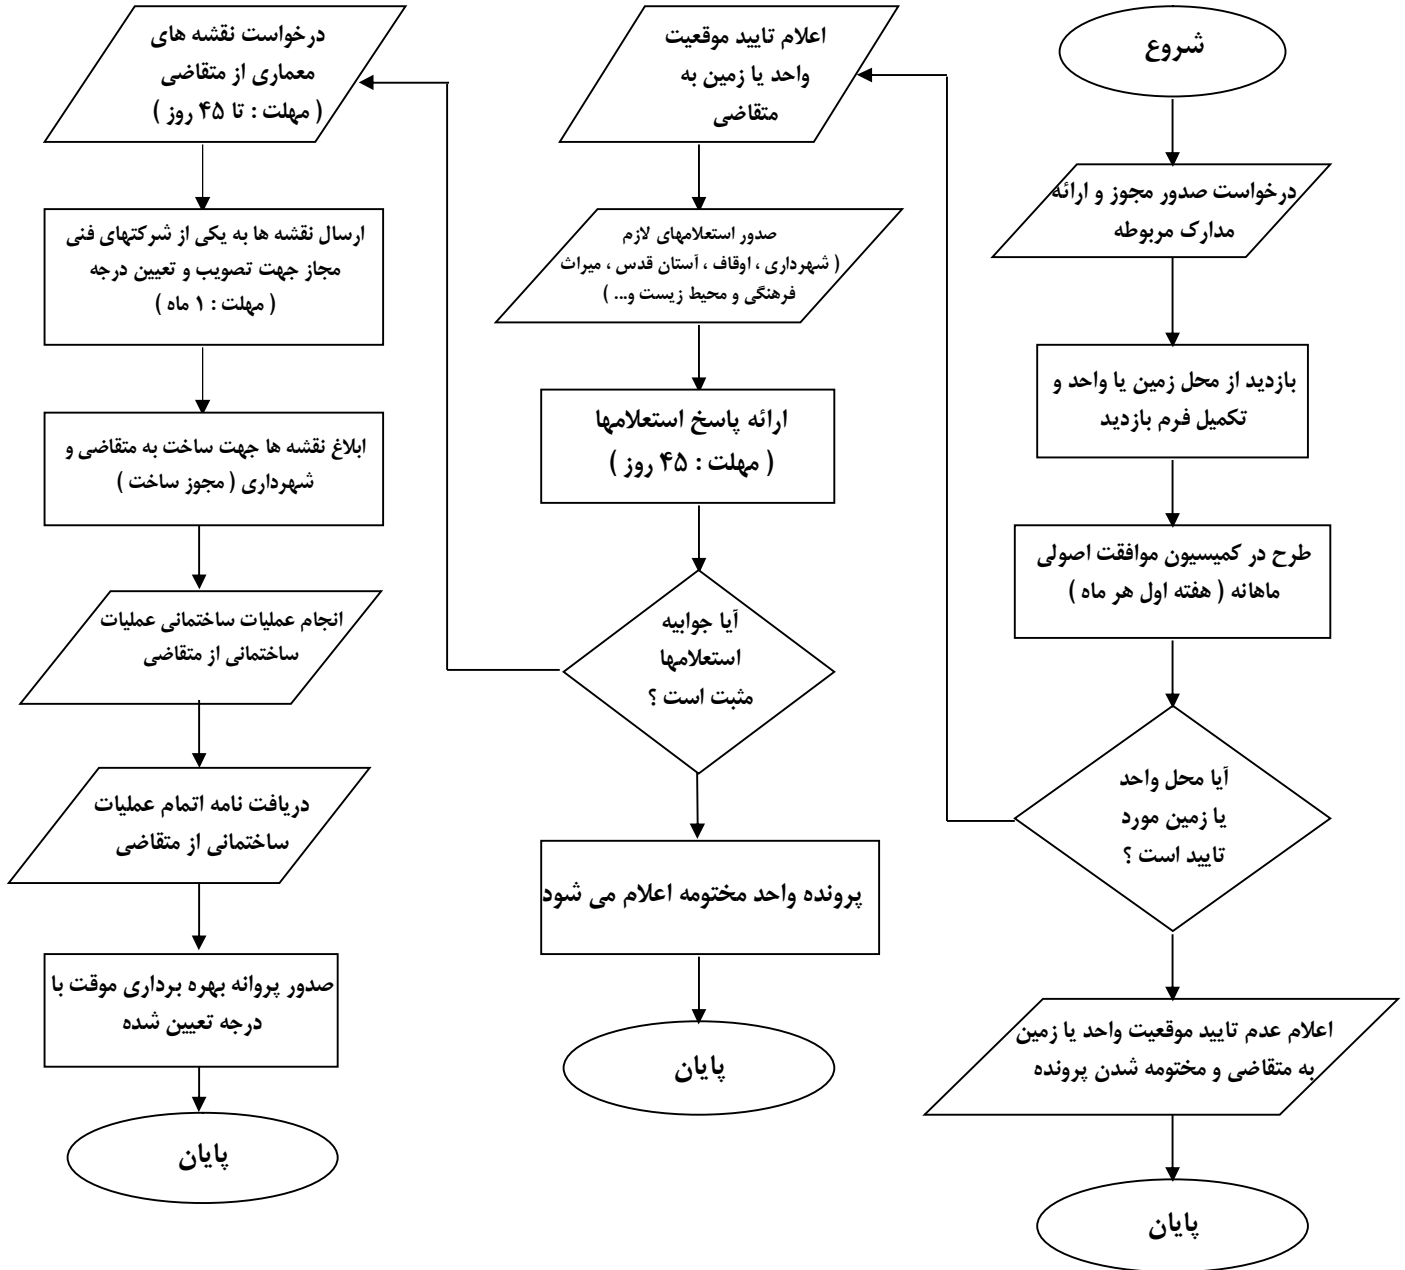 شروع
درخواست صدور مجوز و ارائه
مدارک مربوطه
بازدید از محل زمین یا واحد و
تکمیل فرم بازدید
طرح در کمیسیون موافقت اصولی
ماهانه ( هفته اول هر ماه )
آیا محل واحد
یا زمین مورد
تایید است ؟
اعلام عدم تایید موقعیت واحد یا زمین
به متقاضی و مختومه شدن پرونده
پایان
اعلام تایید موقعیت
واحد یا زمین به
متقاضی
صدور استعلامهای لازم
( شهرداری ، اوقاف ، آستان قدس ، میراث
فرهنگی و محیط زیست و... )
ارائه پاسخ استعلامها
( مهلت : ۴۵ روز )
آیا جوابیه
استعلامها
مثبت است ؟
پرونده واحد مختومه اعلام می شود
پایان
درخواست نقشه های
معماری از متقاضی
( مهلت : تا ۴۵ روز )
ارسال نقشه ها به یکی از شرکتهای فنی
مجاز جهت تصویب و تعیین درجه
( مهلت : ۱ ماه )
ابلاغ نقشه ها جهت ساخت به متقاضی و
شهرداری ( مجوز ساخت )
انجام عملیات ساختمانی عملیات
ساختمانی از متقاضی
دریافت نامه اتمام عملیات
ساختمانی از متقاضی
صدور پروانه بهره برداری موقت با
درجه تعیین شده
پایان